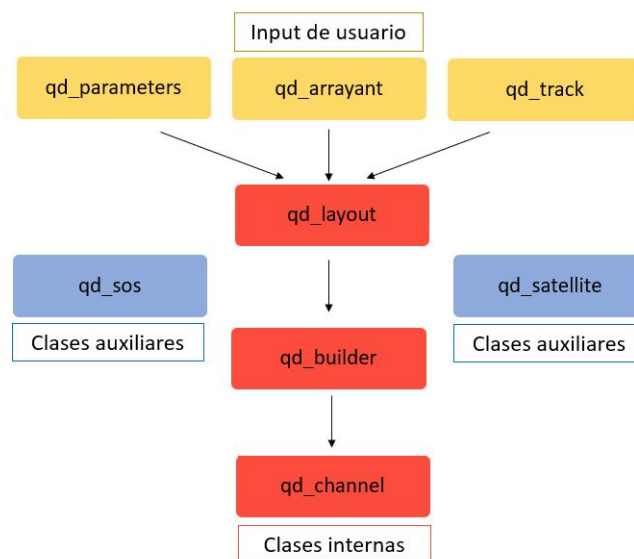 Input de usuario
qd_parameters
qd_arrayant
qd_track
qd_layout
qd_sos
qd_satellite
Clases auxiliares
Clases auxiliares
qd_builder
qd_channel
Clases internas